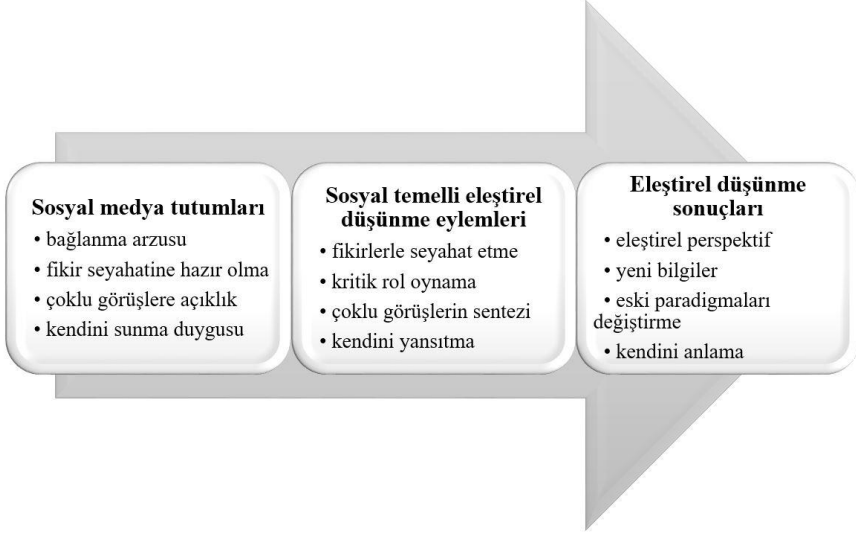 Sosyal medya tutumları
• bağlanma arzusu
• fikir seyahatine hazır olma
• çoklu görüşlere açıklık
• kendini sunma duygusu
Sosyal temelli eleştirel
düşünme eylemleri
• fikirlerle seyahat etme
• kritik rol oynama
• çoklu görüşlerin sentezi
• kendini yansıtma
Eleştirel düşünme
sonuçları
• eleştirel perspektif
• yeni bilgiler
• eski paradigmaları
değiştirme
• kendini anlama